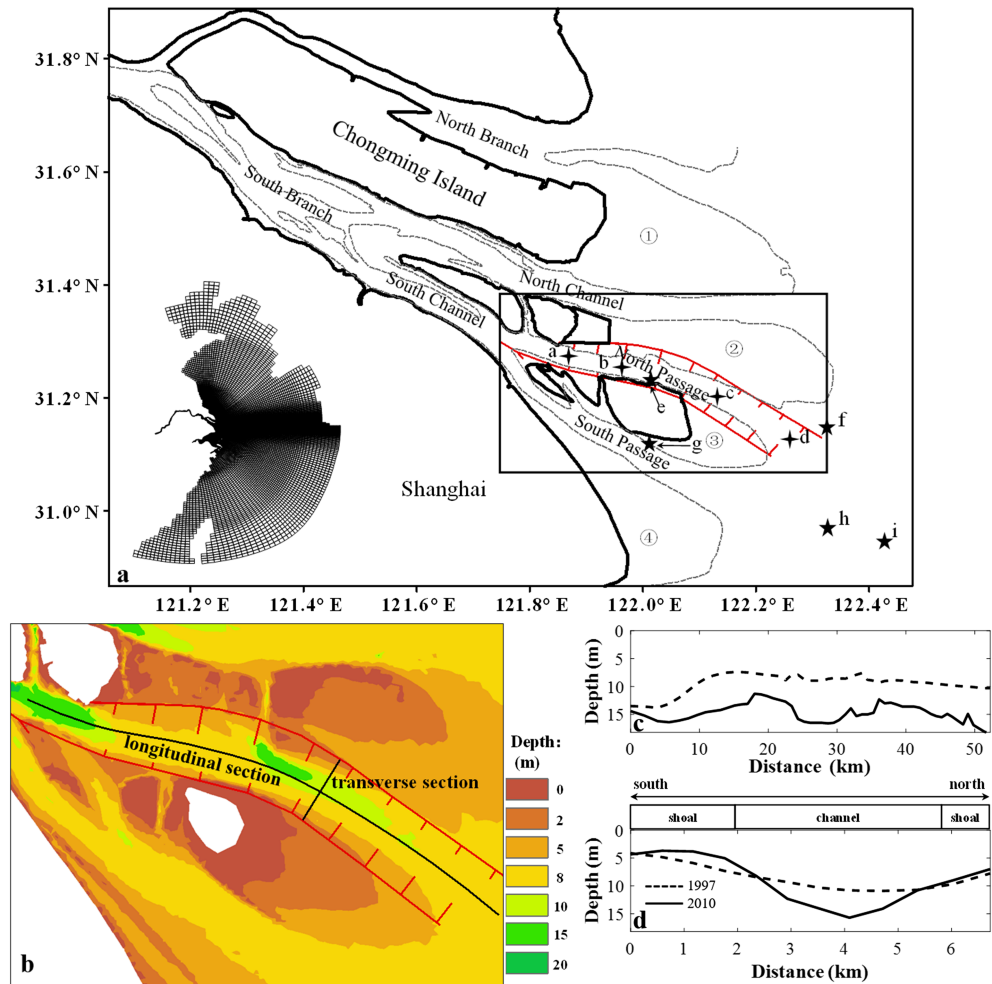 31.8° N
31.6° N
31.4° N
31.2° N
31.0° N
North Branch
Chongming Island
South Branch
①
North Channel
South Channel
②
a
b
North Passage
c
e
f
③
d
South Passage
g
Shanghai
h
i
④
a
121.2° E
121.4° E
121.6° E
121.8° E
122.0° E
122.2° E
122.4° E
longitudinal section
transverse section
b
Depth:
(m)
0
2
5
8
10
15
20
0
5
10
15
Depth (m)
c
0
10
20
30
40
50
Distance (km)
south
north
shoal
channel
shoal
0
5
10
15
Depth (m)
1997
2010
d
0
1
2
3
4
5
6
Distance (km)